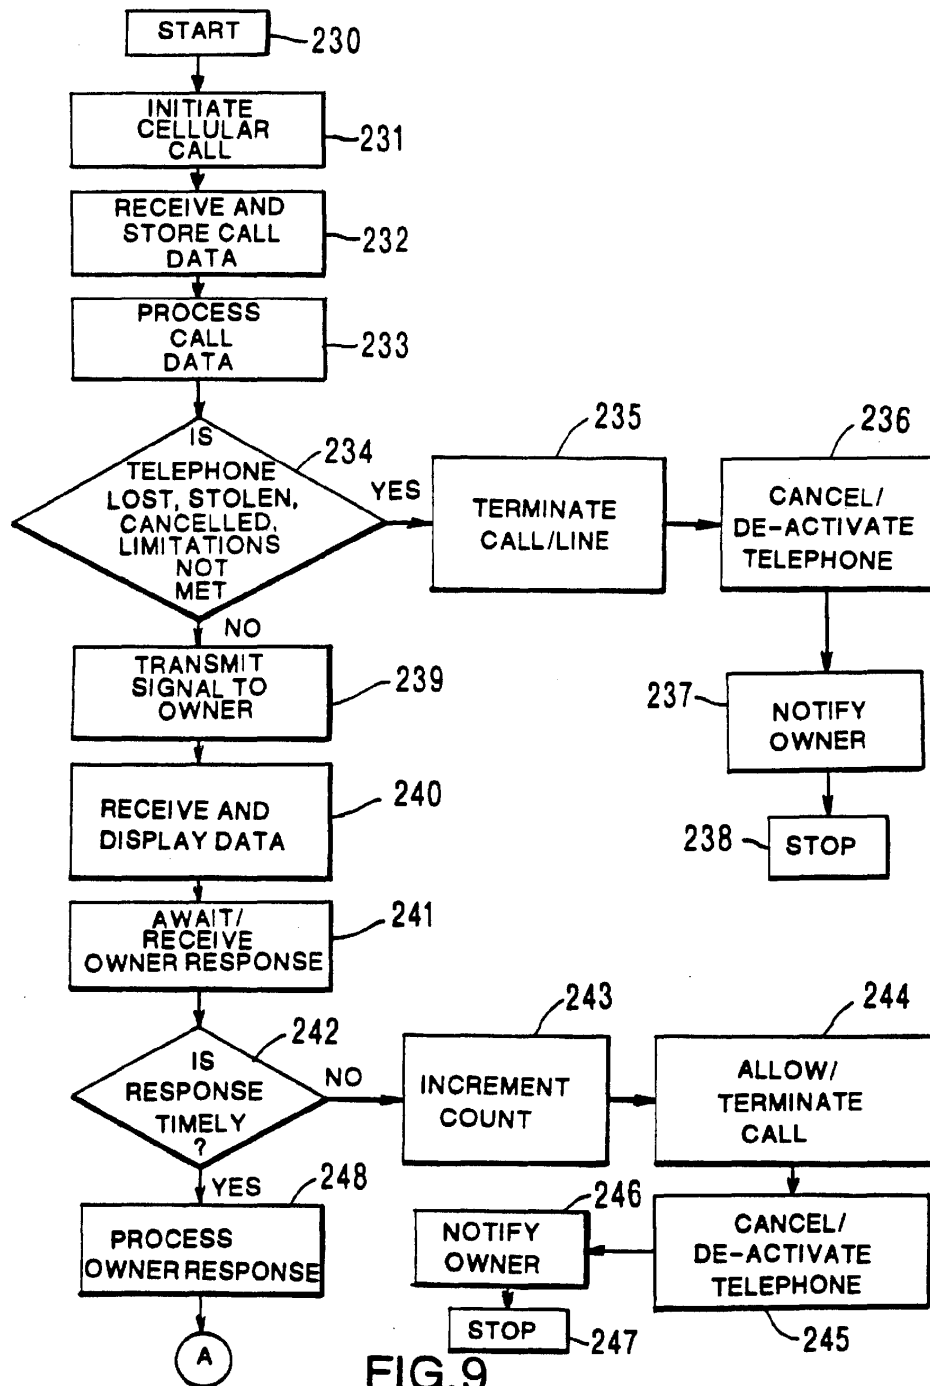 START
230
INITIATE
CELLULAR
CALL
231
RECEIVE AND
STORE CALL
DATA
232
PROCESS
CALL
DATA
233
IS
TELEPHONE
LOST, STOLEN,
CANCELLED,
LIMITATIONS
NOT
MET
234
YES
235
TERMINATE
CALL/LINE
236
CANCEL/
DE-ACTIVATE
TELEPHONE
237
NOTIFY
OWNER
238
STOP
NO
TRANSMIT
SIGNAL TO
OWNER
239
RECEIVE AND
DISPLAY DATA
240
AWAIT/
RECEIVE
OWNER RESPONSE
241
IS
RESPONSE
TIMELY
?
242
NO
243
INCREMENT
COUNT
244
ALLOW/
TERMINATE
CALL
CANCEL/
DE-ACTIVATE
TELEPHONE
245
246
NOTIFY
OWNER
STOP
247
YES
248
PROCESS
OWNER RESPONSE
A
FIG.9